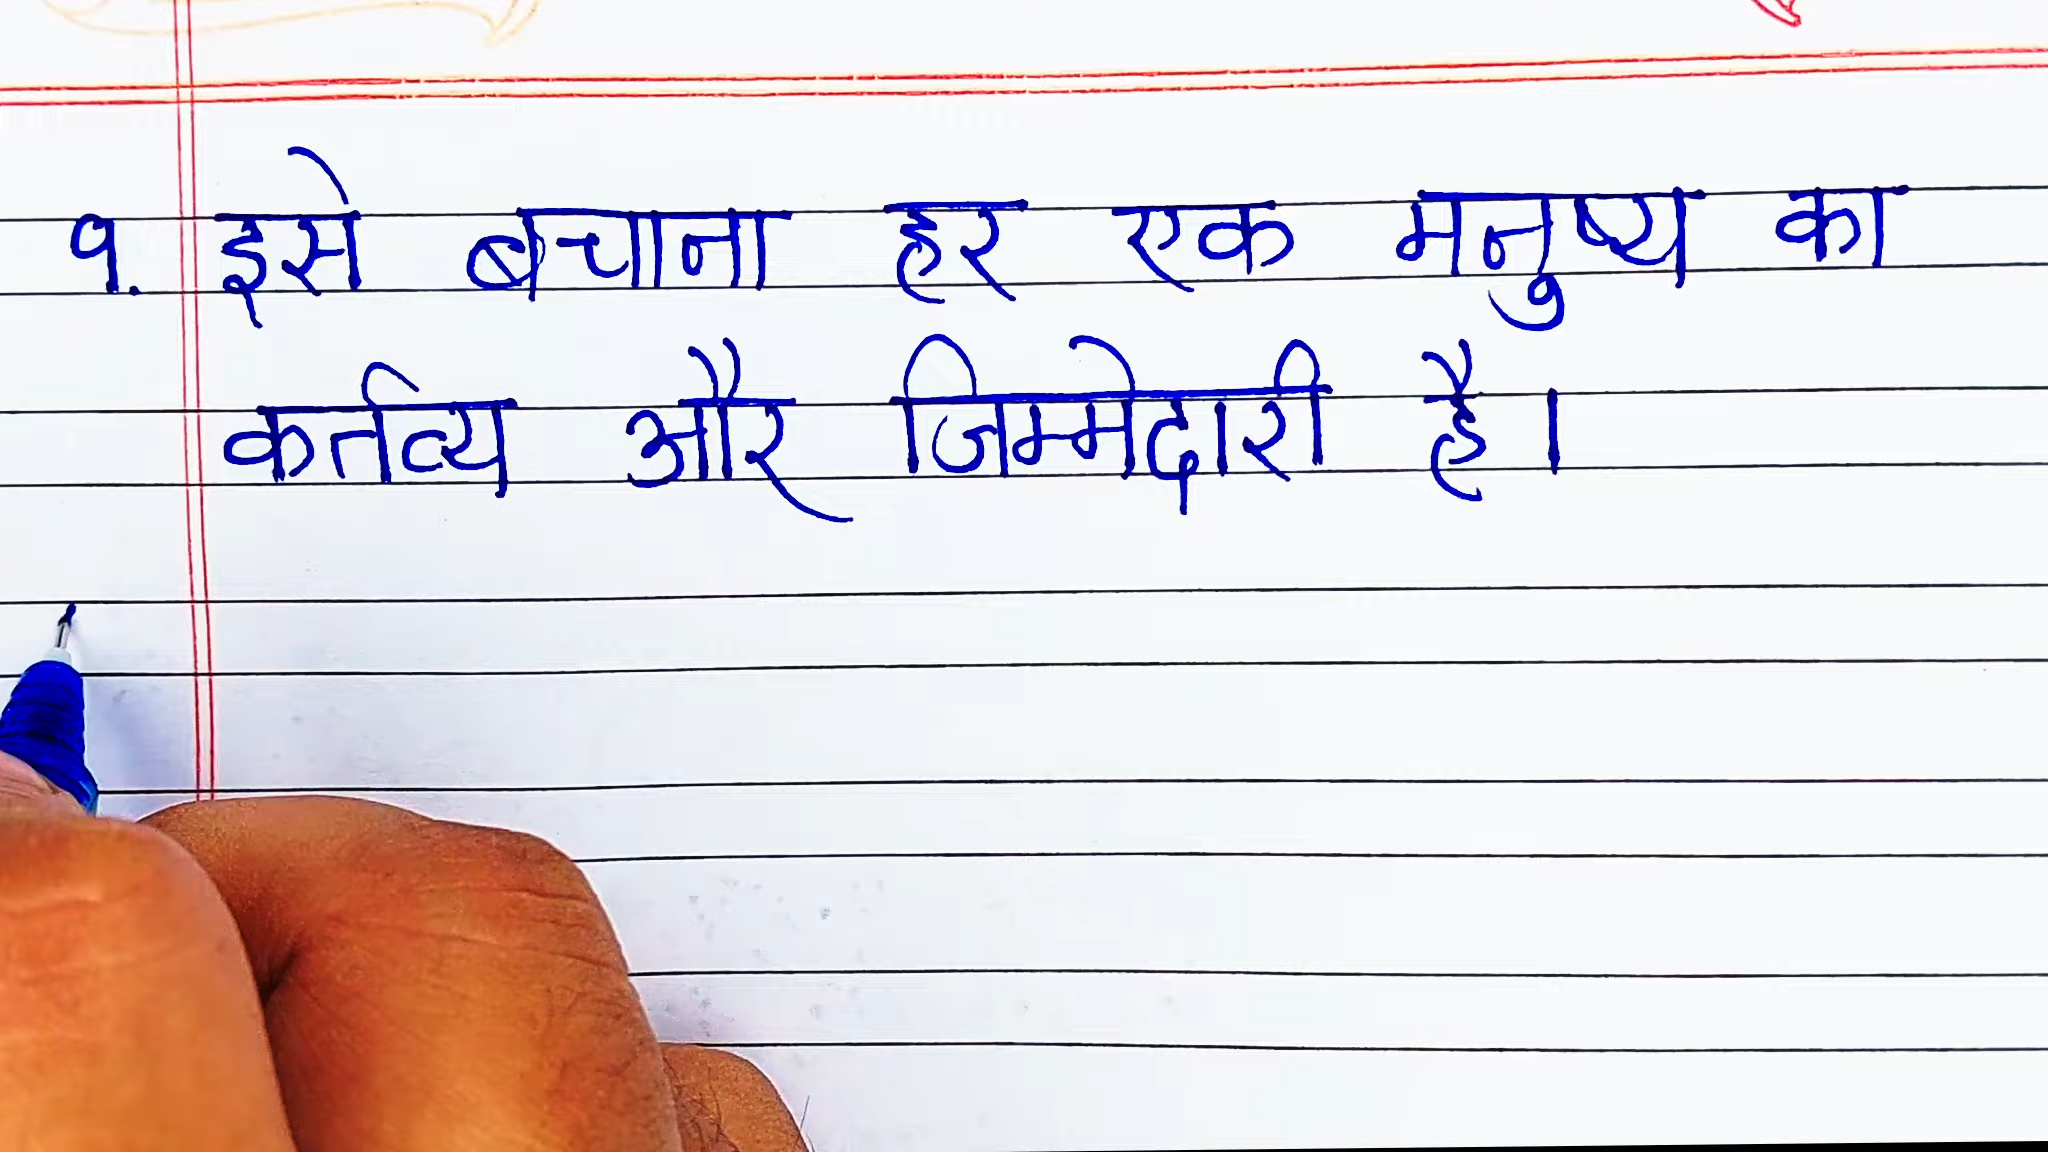 ९. इसे बचाना हर एक मनुष्य का
कर्तव्य और जिम्मेदारी है।